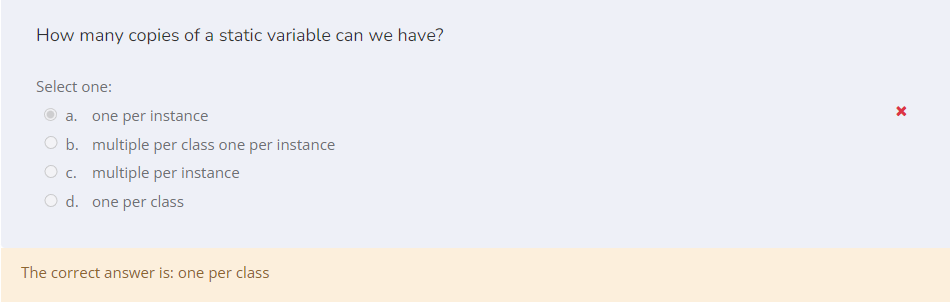 How many copies of a static variable can we have?
Select one:
a. one per instance
b. multiple per class one per instance
c. multiple per instance
d. one per class
The correct answer is: one per class